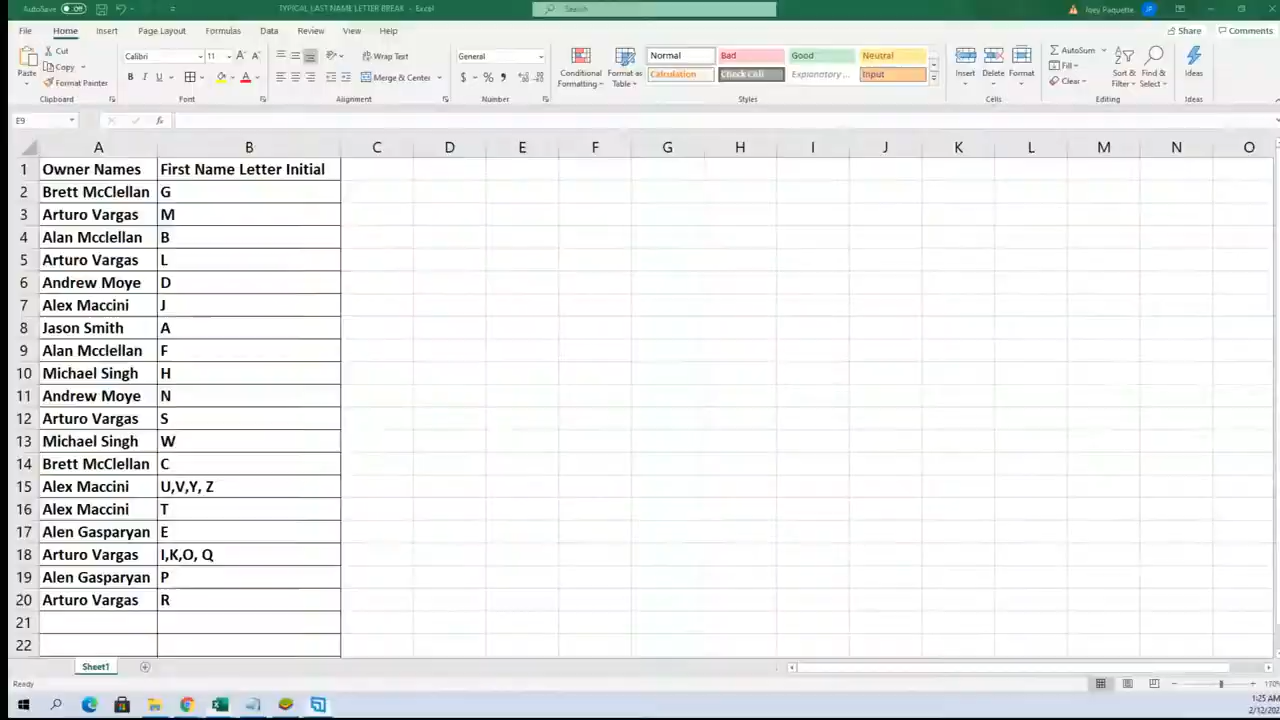 AutoSave Off TYPICAL LAST NAME LETTER BREAK - Excel Search Joey Paquette JP
File Home Insert Page Layout Formulas Data Review View Help Share Comments
Paste Cut Copy Format Painter Clipboard
Calibri 11 B I U A Font
Wrap Text Merge & Center Alignment
General $ % Number
Conditional Formatting Format as Table Normal Bad Good Neutral
Calculation Check Cell Explanatory ... Input Styles
Insert Delete Format Cells
AutoSum Fill Clear Sort & Filter Find & Select Editing
Ideas Ideas
E9 fx
A B C D E F G H I J K L M N O
1 Owner Names First Name Letter Initial
2 Brett McClellan G
3 Arturo Vargas M
4 Alan Mcclellan B
5 Arturo Vargas L
6 Andrew Moye D
7 Alex Maccini J
8 Jason Smith A
9 Alan Mcclellan F
10 Michael Singh H
11 Andrew Moye N
12 Arturo Vargas S
13 Michael Singh W
14 Brett McClellan C
15 Alex Maccini U,V,Y, Z
16 Alex Maccini T
17 Alen Gasparyan E
18 Arturo Vargas I,K,O, Q
19 Alen Gasparyan P
20 Arturo Vargas R
21
22
Sheet1
Ready 170%
1:25 AM
2/12/202